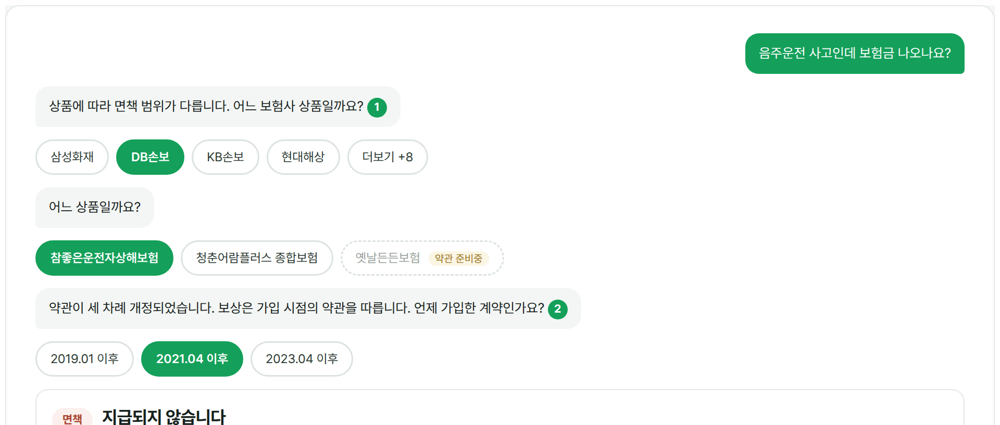 음주운전 사고인데 보험금 나오나요?
상품에 따라 면책 범위가 다릅니다. 어느 보험사 상품일까요? 1
삼성화재 DB손보 KB손보 현대해상 더보기 +8
어느 상품일까요?
참좋은운전자상해보험 청춘어람플러스 종합보험 옛날든든보험 약관 준비중
약관이 세 차례 개정되었습니다. 보상은 가입 시점의 약관을 따릅니다. 언제 가입한 계약인가요? 2
2019.01 이후 2021.04 이후 2023.04 이후
면책 지급되지 않습니다